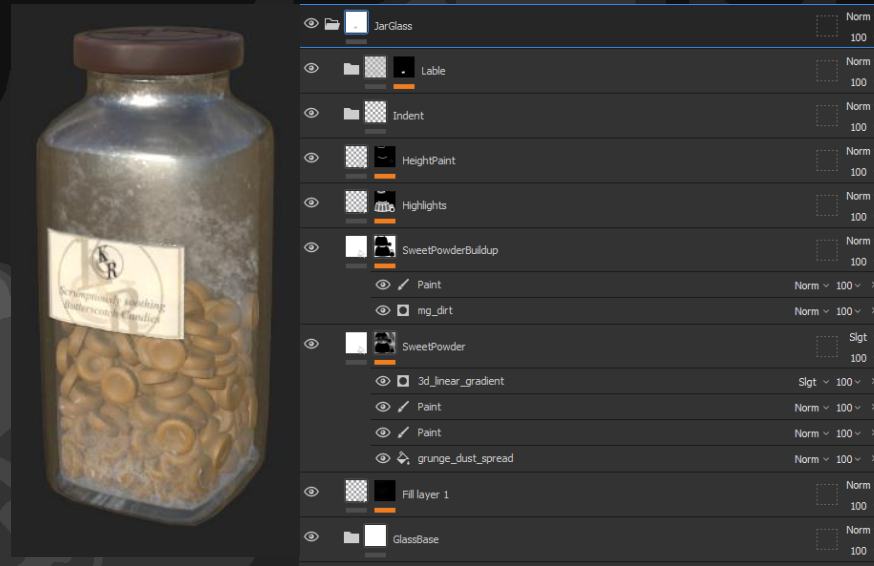 JarGlass Norm
100
Lable Norm
100
Indent Norm
100
HeightPaint Norm
100
Highlights Norm
100
SweetPowderBuildup Norm
100
Paint Norm 100
mg_dirt Norm 100
SweetPowder Slgt
100
3d_linear_gradient Slgt 100
Paint Norm 100
Paint Norm 100
grunge_dust_spread Norm 100
Fill layer 1 Norm
100
GlassBase Norm
100
K
R
Scrumptiously soothing
Butterscotch Candies